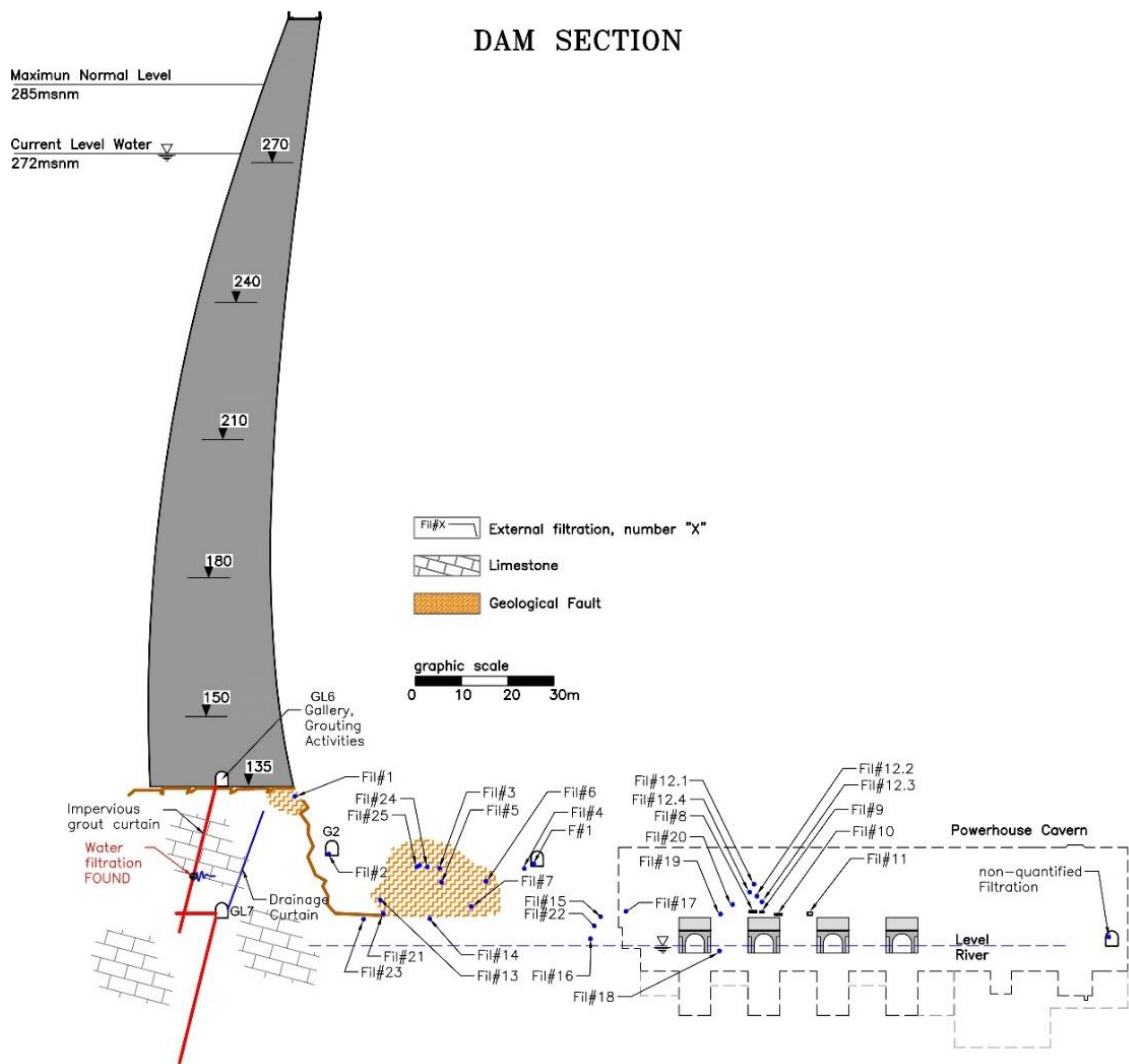 DAM SECTION
Maximun Normal Level
285msnm
Current Level Water
272msnm
270
240
210
180
150
135
Fil#X
External filtration, number "X"
Limestone
Geological Fault
graphic scale
0 10 20 30m
GL6
Gallery,
Grouting
Activities
Impervious
grout curtain
Water
filtration
FOUND
GL7
Drainage
Curtain
Fil#1
Fil#24
Fil#25
G2
Fil#2
Fil#3
Fil#5
Fil#6
Fil#4
F#1
Fil#7
Fil#14
Fil#21
Fil#13
Fil#23
Fil#15
Fil#22
Fil#16
Fil#17
Fil#18
Fil#12.1
Fil#12.4
Fil#8
Fil#20
Fil#19
Fil#12.2
Fil#12.3
Fil#9
Fil#10
Fil#11
Powerhouse Cavern
non-quantified
Filtration
Level
River